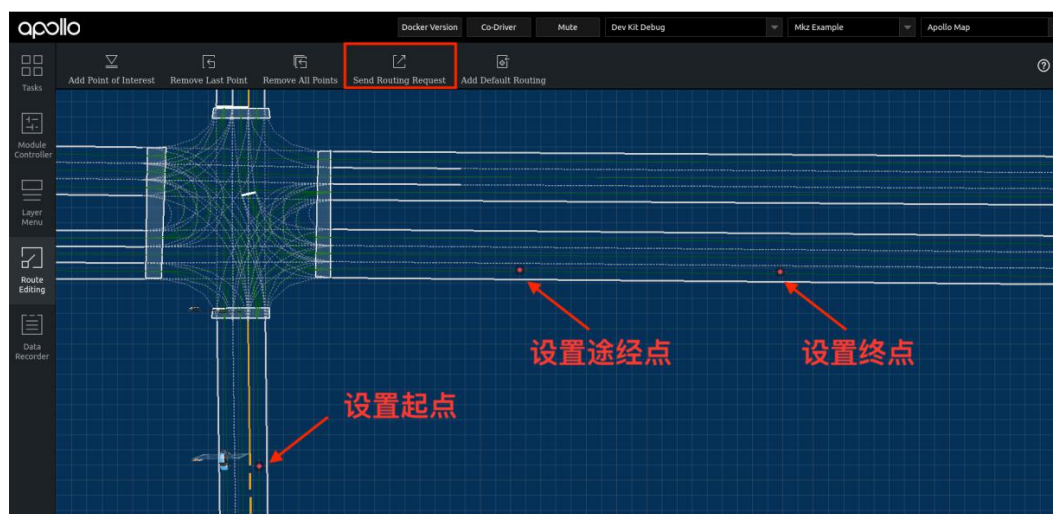 apollo
Docker Version
Co-Driver
Mute
Dev Kit Debug
Mkz Example
Apollo Map
Tasks
Add Point of Interest
Remove Last Point
Remove All Points
Send Routing Request
Add Default Routing
Module
Controller
Layer
Menu
Route
Editing
Data
Recorder
设置途经点
设置终点
设置起点